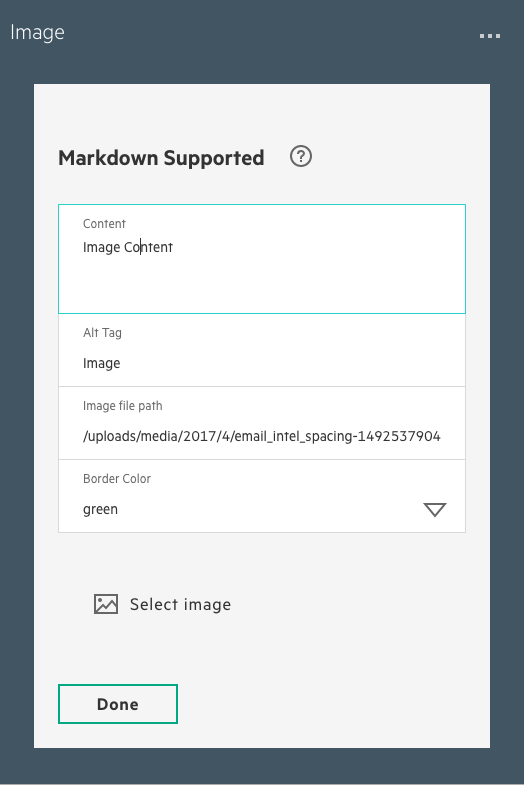 Image
Markdown Supported
Content
Image Content
Alt Tag
Image
Image file path
/uploads/media/2017/4/email_intel_spacing-1492537904
Border Color
green
Select image
Done